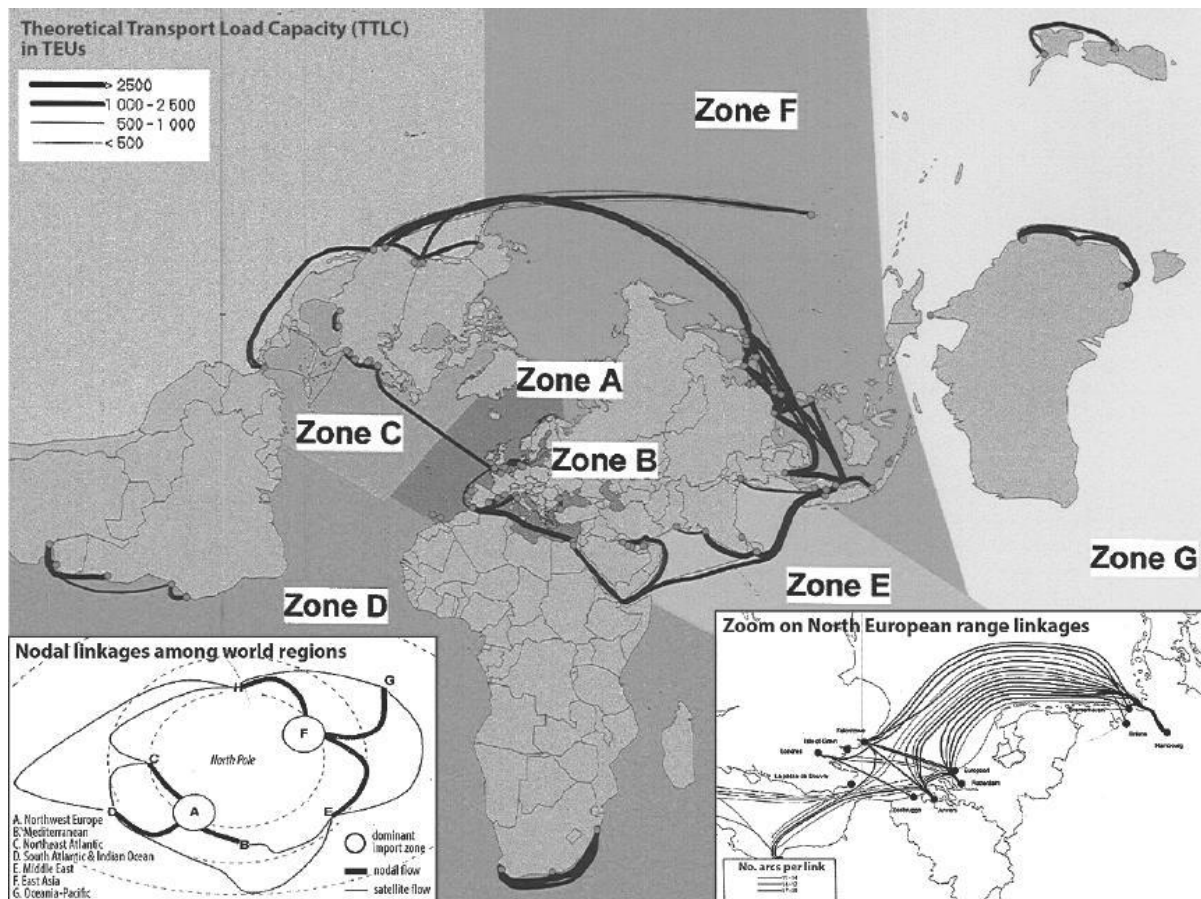 Theoretical Transport Load Capacity (TTLC)
in TEUs
> 2500
1 000 - 2 500
500 - 1 000
< 500
Zone F
Zone A
Zone C
Zone B
Zone D
Zone E
Zone G
Nodal linkages among world regions
H
G
F
North Pole
C
A
D
E
B
A. Northwest Europe
B. Mediterranean
C. Northeast Atlantic
D. South Atlantic & Indian Ocean
E. Middle East
F. East Asia
G. Oceania-Pacific
dominant
import zone
nodal flow
satellite flow
Zoom on North European range linkages
Felixstowe
Isle of Grain
Londres
Europoort
Rotterdam
Zeebrugge
Anvers
Hambourg
No. arcs per link